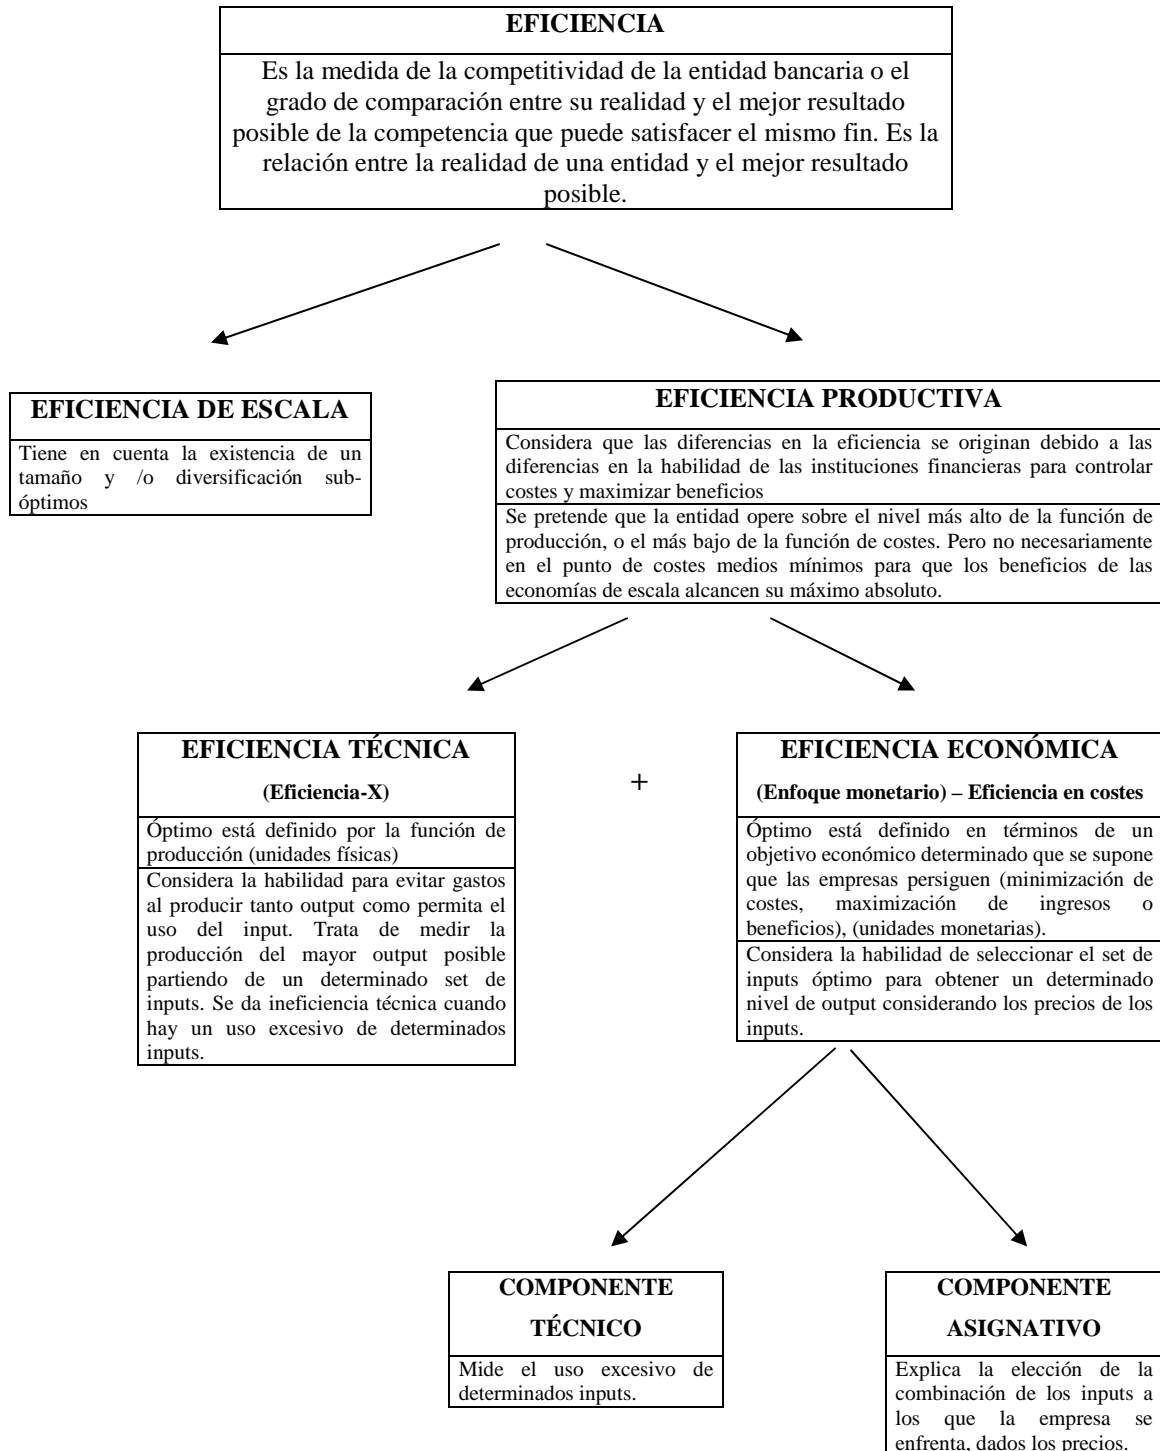 EFICIENCIA
Es la medida de la competitividad de la entidad bancaria o el
grado de comparación entre su realidad y el mejor resultado
posible de la competencia que puede satisfacer el mismo fin. Es la
relación entre la realidad de una entidad y el mejor resultado
posible.
EFICIENCIA DE ESCALA
Tiene en cuenta la existencia de un
tamaño y /o diversificación sub-
óptimos
EFICIENCIA PRODUCTIVA
Considera que las diferencias en la eficiencia se originan debido a las
diferencias en la habilidad de las instituciones financieras para controlar
costes y maximizar beneficios
Se pretende que la entidad opere sobre el nivel más alto de la función de
producción, o el más bajo de la función de costes. Pero no necesariamente
en el punto de costes medios mínimos para que los beneficios de las
economías de escala alcancen su máximo absoluto.
EFICIENCIA TÉCNICA
(Eficiencia-X)
Óptimo está definido por la función de
producción (unidades físicas)
Considera la habilidad para evitar gastos
al producir tanto output como permita el
uso del input. Trata de medir la
producción del mayor output posible
partiendo de un determinado set de
inputs. Se da ineficiencia técnica cuando
hay un uso excesivo de determinados
inputs.
+
EFICIENCIA ECONÓMICA
(Enfoque monetario) – Eficiencia en costes
Óptimo está definido en términos de un
objetivo económico determinado que se supone
que las empresas persiguen (minimización de
costes, maximización de ingresos o
beneficios), (unidades monetarias).
Considera la habilidad de seleccionar el set de
inputs óptimo para obtener un determinado
nivel de output considerando los precios de los
inputs.
COMPONENTE
TÉCNICO
Mide el uso excesivo de
determinados inputs.
COMPONENTE
ASIGNATIVO
Explica la elección de la
combinación de los inputs a
los que la empresa se
enfrenta, dados los precios.